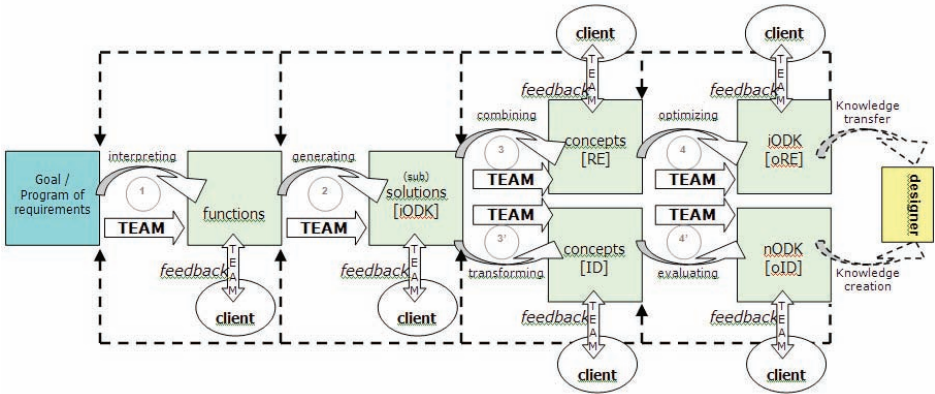 client
client
TEAM
TEAM
feedback
feedback
combining
optimizing
Knowledge
transfer
interpreting
generating
3
concepts
[RE]
4
iODK
[oRE]
Goal /
Program of
requirements
1
2
(sub)
solutions
[iODK]
TEAM
TEAM
designer
TEAM
functions
TEAM
TEAM
TEAM
3'
concepts
[ID]
4'
nODK
[oID]
feedback
TEAM
feedback
TEAM
transforming
evaluating
Knowledge
creation
client
client
feedback
TEAM
feedback
TEAM
client
client